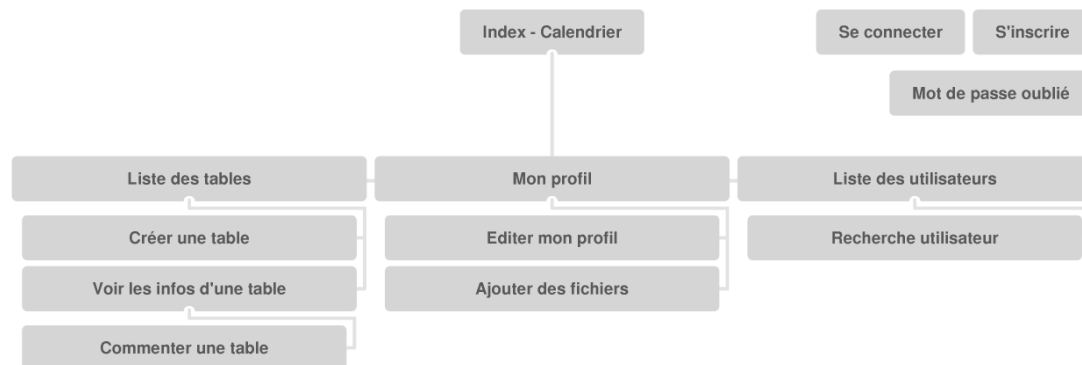 Index - Calendrier
Se connecter
S'inscrire
Mot de passe oublié
Liste des tables
Mon profil
Liste des utilisateurs
Créer une table
Editer mon profil
Recherche utilisateur
Voir les infos d'une table
Ajouter des fichiers
Commenter une table